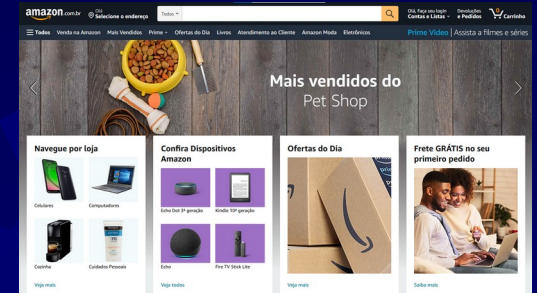 amazon.com.br
Olá
Selecione o endereço
Todos
Olá, Faça seu login
Contas e Listas
Devoluções
e Pedidos
Carrinho
Todos
Venda na Amazon
Mais Vendidos
Prime
Ofertas do Dia
Livros
Atendimento ao Cliente
Amazon Moda
Eletrônicos
Prime Video | Assista a filmes e séries
Mais vendidos do
Pet Shop
Navegue por loja
Celulares
Computadores
Cozinha
Cuidados Pessoais
Veja mais
Confira Dispositivos
Amazon
Echo Dot 3ª geração
Kindle 10ª geração
Echo
Fire TV Stick Lite
Veja todos
Ofertas do Dia
Veja mais
Frete GRÁTIS no seu
primeiro pedido
Saiba mais